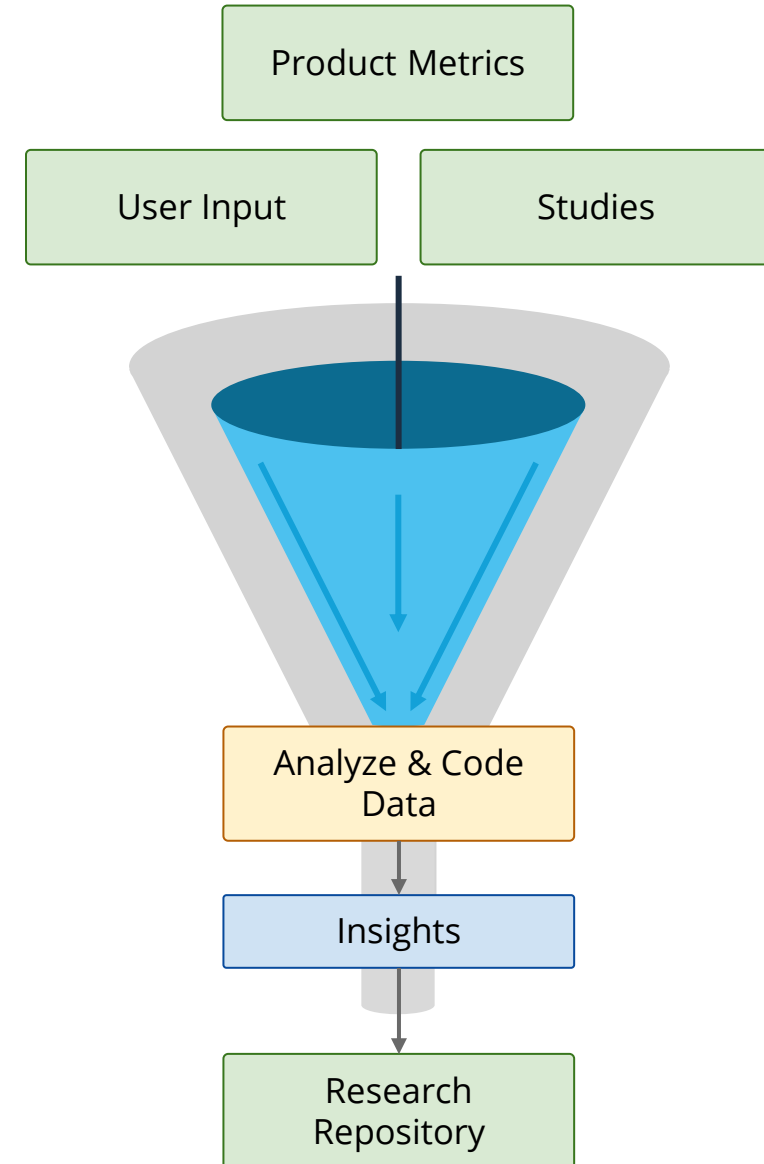 Product Metrics
User Input
Studies
Analyze & Code
Data
Insights
Research
Repository